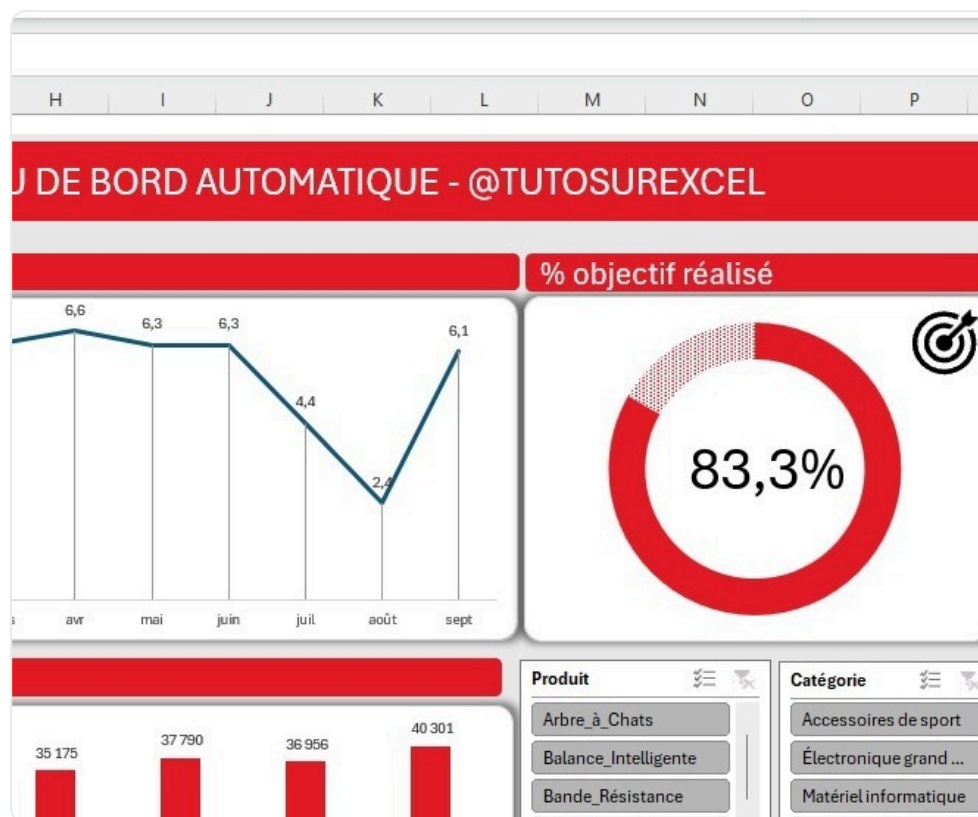 H I J K L M N O P
U DE BORD AUTOMATIQUE - @TUTOSUREXCEL
% objectif réalisé
6,6 6,3 6,3 4,4 2,4 6,1
83,3%
avr mai juin juil août sept
Produit
Arbre_à_Chats
Balance_Intelligente
Bande_Résistance
Catégorie
Accessoires de sport
Électronique grand ...
Matériel informatique
35 175 37 790 36 956 40 301